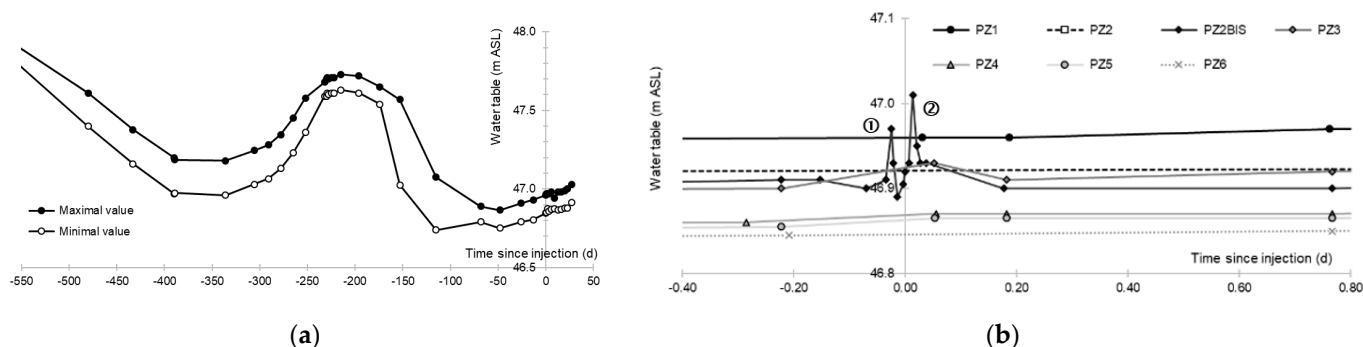 48.0
47.5
47.0
46.5
Water table (m ASL)
Maximal value
Minimal value
Time since injection (d)
-550 -500 -450 -400 -350 -300 -250 -200 -150 -100 -50 0 50
(a)
47.1
47.0
46.9
46.8
Water table (m ASL)
PZ1 PZ2 PZ2BIS PZ3
PZ4 PZ5 PZ6
① ②
Time since injection (d)
-0.40 -0.20 0.00 0.20 0.40 0.60 0.80
(b)